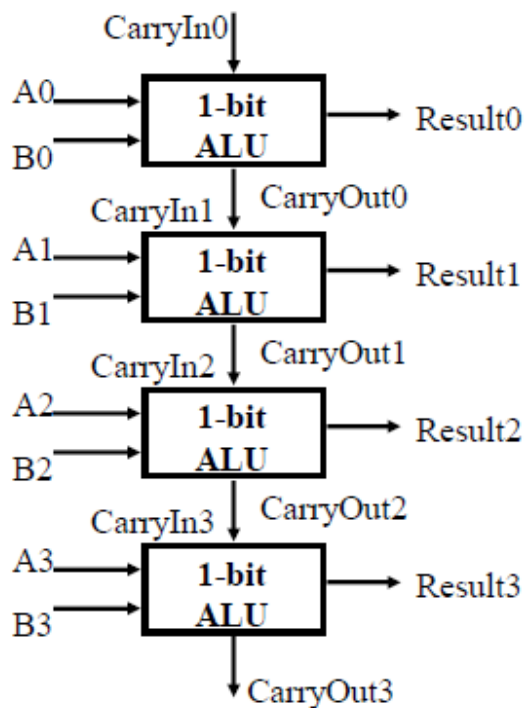 CarryIn0
A0
1-bit
ALU
Result0
B0
CarryIn1
CarryOut0
A1
1-bit
ALU
Result1
B1
CarryIn2
CarryOut1
A2
1-bit
ALU
Result2
B2
CarryIn3
CarryOut2
A3
1-bit
ALU
Result3
B3
CarryOut3